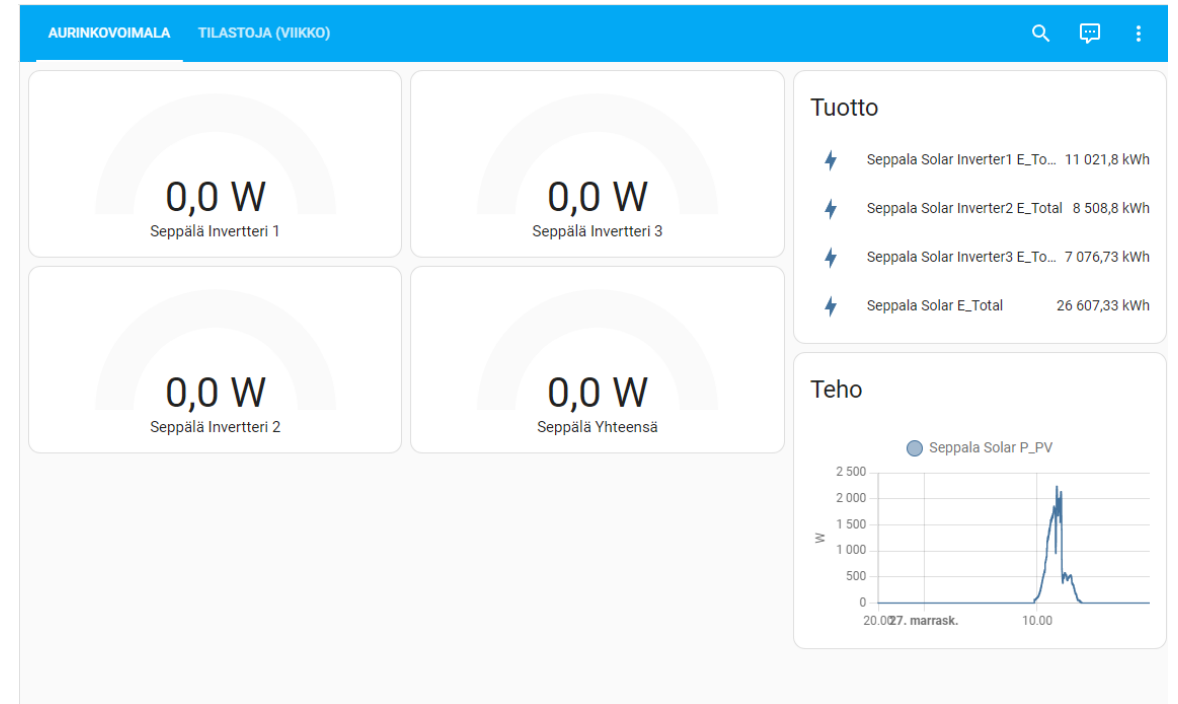 AURINKOVOIMALA TILASTOJA (VIIKKO)
0,0 W
Seppälä Invertteri 1
0,0 W
Seppälä Invertteri 3
0,0 W
Seppälä Invertteri 2
0,0 W
Seppälä Yhteensä
Tuotto
Seppala Solar Inverter1 E_To... 11 021,8 kWh
Seppala Solar Inverter2 E_Total 8 508,8 kWh
Seppala Solar Inverter3 E_To... 7 076,73 kWh
Seppala Solar E_Total 26 607,33 kWh
Teho
Seppala Solar P_PV
2 500
2 000
1 500
1 000
500
0
W
20.00 27. marrask. 10.00